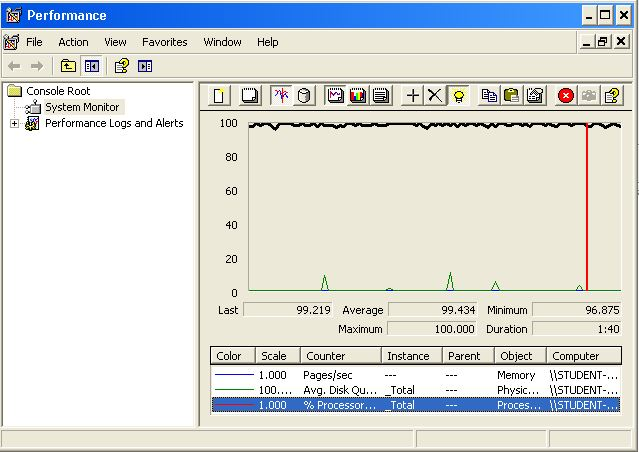 Performance
File Action View Favorites Window Help
Console Root
System Monitor
Performance Logs and Alerts
100
80
60
40
20
0
Last 99.219 Average 99.434 Minimum 96.875
Maximum 100.000 Duration 1:40
Color Scale Counter Instance Parent Object Computer
1.000 Pages/sec --- --- Memory \\STUDENT-...
100.... Avg. Disk Qu... _Total --- Physic... \\STUDENT-...
1.000 % Processor... _Total --- Proces... \\STUDENT-...